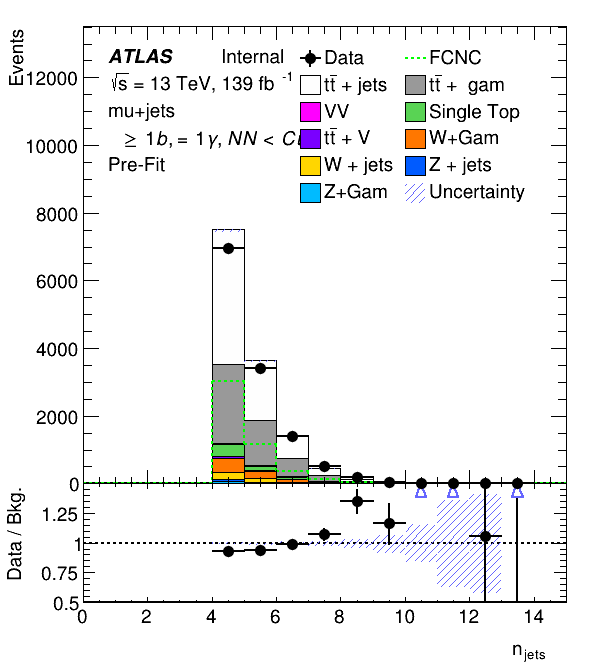 Events
12000
10000
8000
6000
4000
2000
0
ATLAS Internal
√s = 13 TeV, 139 fb⁻¹
mu+jets
≥ 1b, = 1γ, NN <
Pre-Fit
Data
FCNC
tt̄ + jets
tt̄ + gam
VV
Single Top
tt̄ + V
W+Gam
W + jets
Z + jets
Z+Gam
Uncertainty
Data / Bkg.
1.25
1
0.75
0.5
0 2 4 6 8 10 12 14
n_jets